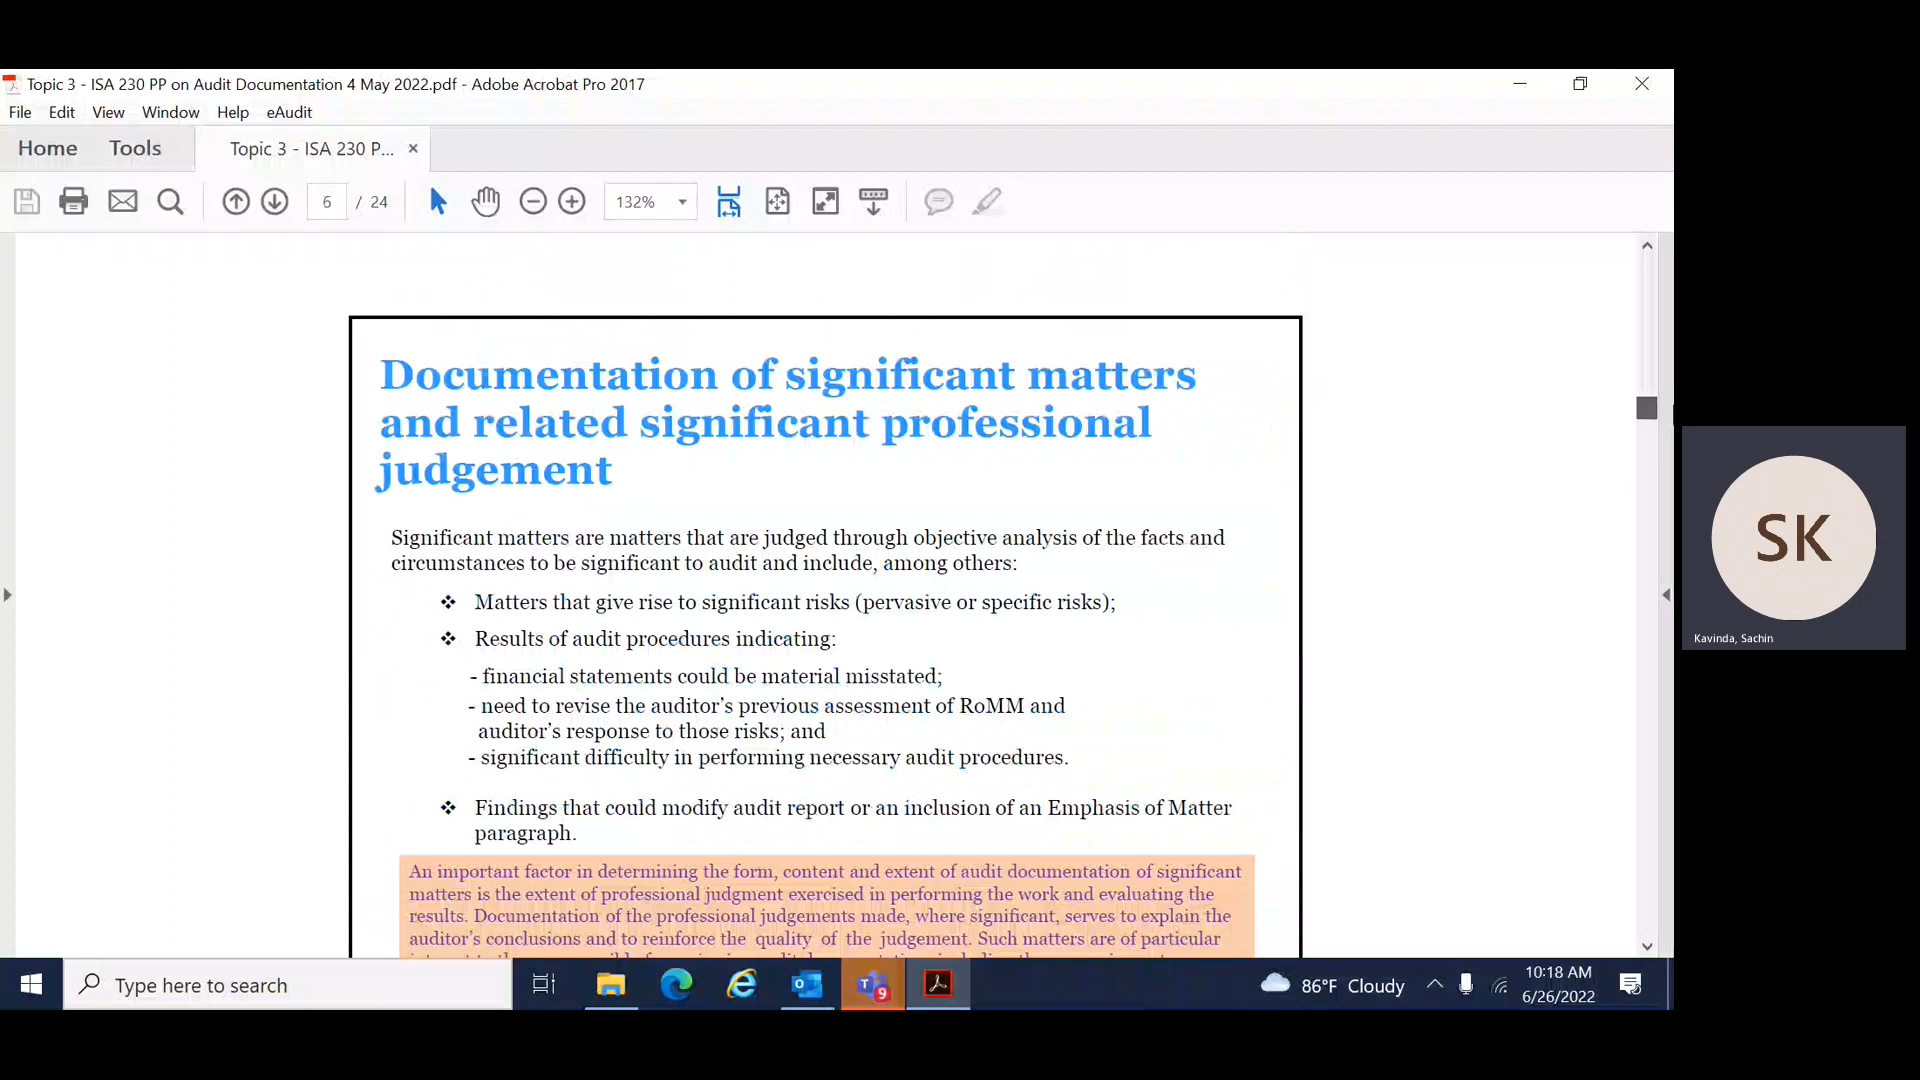 Topic 3 - ISA 230 PP on Audit Documentation 4 May 2022.pdf - Adobe Acrobat Pro 2017
File Edit View Window Help eAudit
Home Tools Topic 3 - ISA 230 P... ×
6 / 24 132%
Documentation of significant matters
and related significant professional
judgement
Significant matters are matters that are judged through objective analysis of the facts and
circumstances to be significant to audit and include, among others:
❖ Matters that give rise to significant risks (pervasive or specific risks);
❖ Results of audit procedures indicating:
- financial statements could be material misstated;
- need to revise the auditor's previous assessment of RoMM and
auditor's response to those risks; and
- significant difficulty in performing necessary audit procedures.
❖ Findings that could modify audit report or an inclusion of an Emphasis of Matter
paragraph.
An important factor in determining the form, content and extent of audit documentation of significant
matters is the extent of professional judgment exercised in performing the work and evaluating the
results. Documentation of the professional judgements made, where significant, serves to explain the
auditor's conclusions and to reinforce the quality of the judgement. Such matters are of particular
SK
Kavinda, Sachin
Type here to search
T 9
86°F Cloudy
10:18 AM
6/26/2022